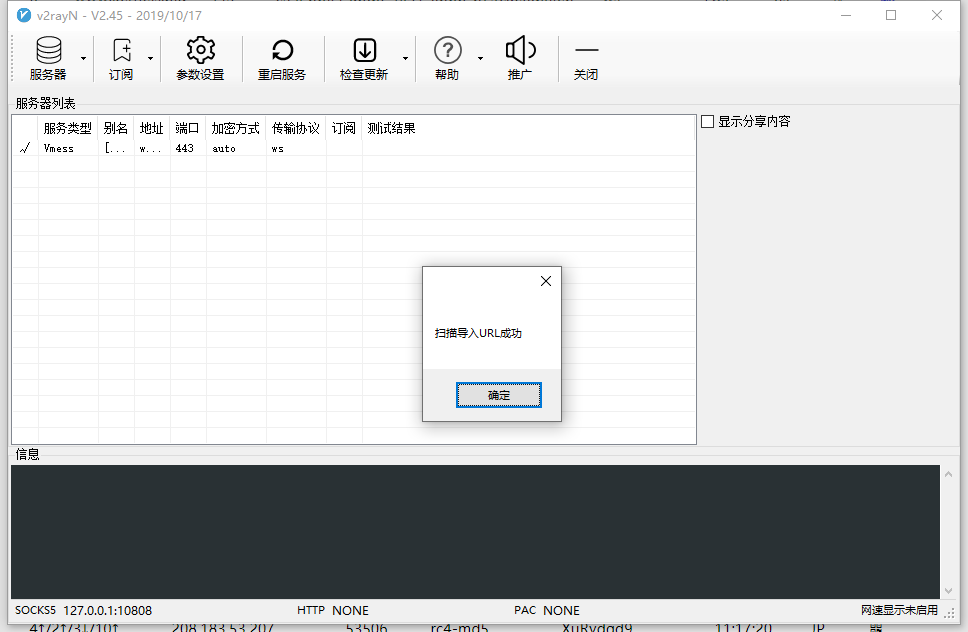 v2rayN - V2.45 - 2019/10/17
服务器 订阅 参数设置 重启服务 检查更新 帮助 推广 关闭
服务器列表
服务类型 别名 地址 端口 加密方式 传输协议 订阅 测试结果
Vmess [... w... 443 auto ws
显示分享内容
扫描导入URL成功
确定
信息
SOCKS5 127.0.0.1:10808 HTTP NONE PAC NONE 网速显示未启用
208.183.53.207 53506 rc4-md5 11:17:20 JP